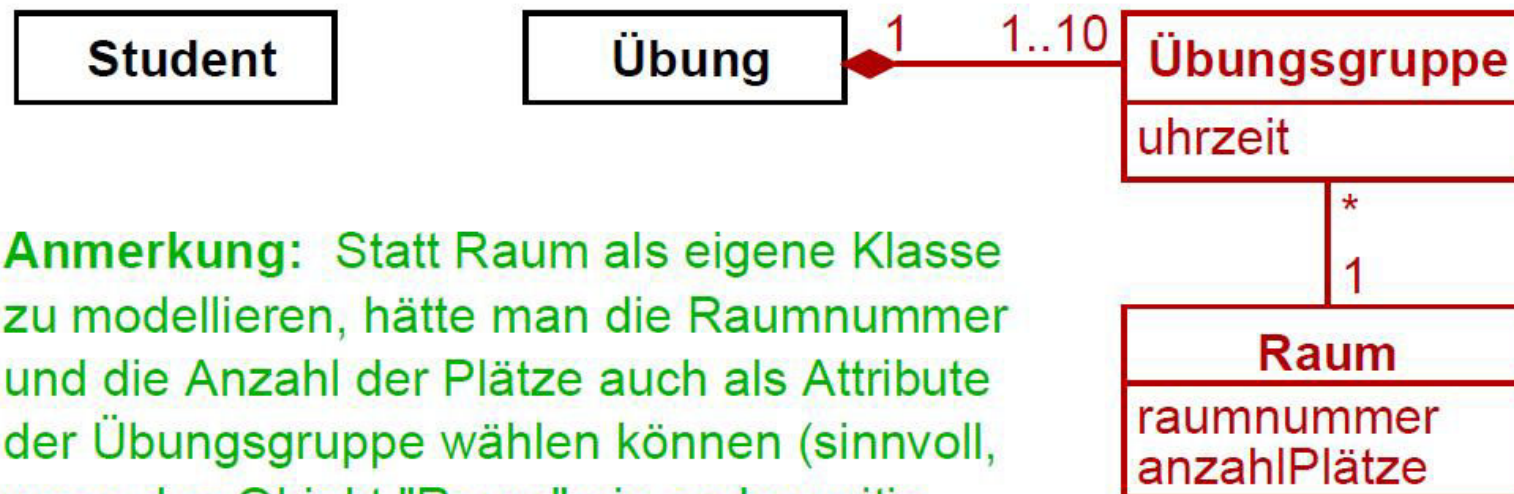 Student
Übung
1
1..10
Übungsgruppe
uhrzeit
*
1
Raum
raumnummer
anzahlPlätze
Anmerkung: Statt Raum als eigene Klasse
zu modellieren, hätte man die Raumnummer
und die Anzahl der Plätze auch als Attribute
der Übungsgruppe wählen können (sinnvoll,